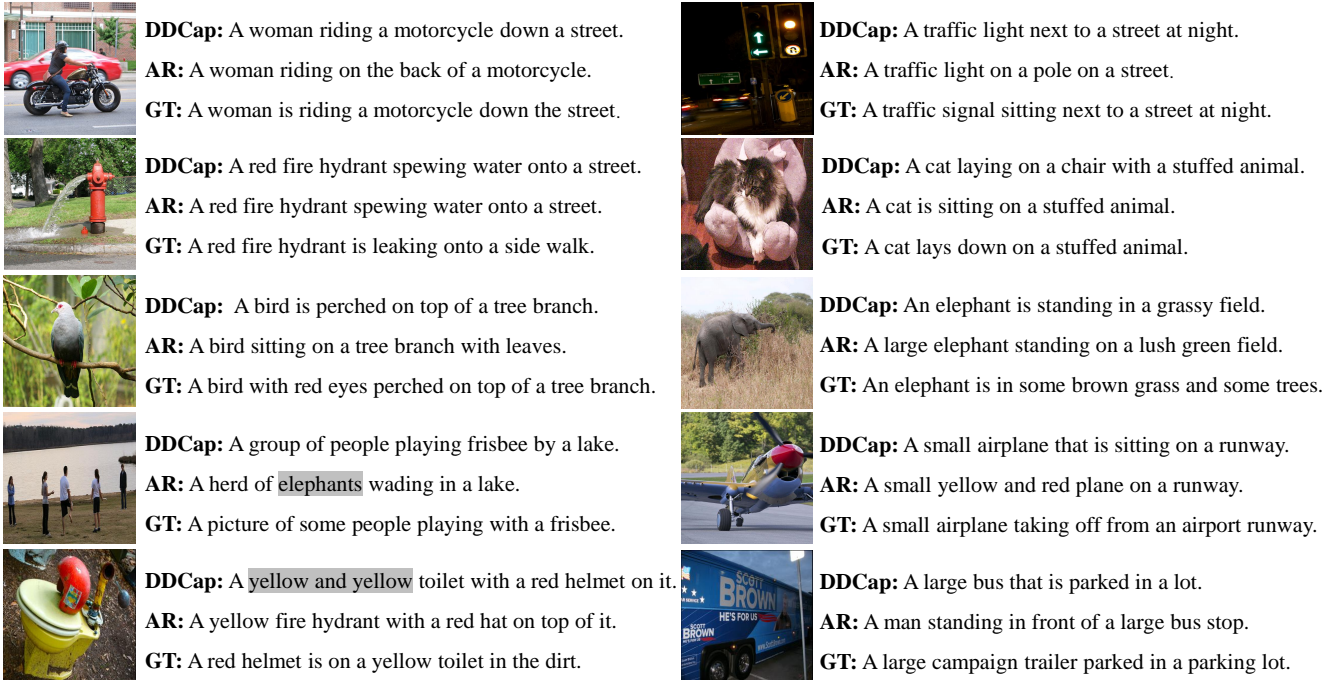 DDCap: A woman riding a motorcycle down a street.
AR: A woman riding on the back of a motorcycle.
GT: A woman is riding a motorcycle down the street.
DDCap: A red fire hydrant spewing water onto a street.
AR: A red fire hydrant spewing water onto a street.
GT: A red fire hydrant is leaking onto a side walk.
DDCap: A bird is perched on top of a tree branch.
AR: A bird sitting on a tree branch with leaves.
GT: A bird with red eyes perched on top of a tree branch.
DDCap: A group of people playing frisbee by a lake.
AR: A herd of elephants wading in a lake.
GT: A picture of some people playing with a frisbee.
DDCap: A yellow and yellow toilet with a red helmet on it.
AR: A yellow fire hydrant with a red hat on top of it.
GT: A red helmet is on a yellow toilet in the dirt.
DDCap: A traffic light next to a street at night.
AR: A traffic light on a pole on a street.
GT: A traffic signal sitting next to a street at night.
DDCap: A cat laying on a chair with a stuffed animal.
AR: A cat is sitting on a stuffed animal.
GT: A cat lays down on a stuffed animal.
DDCap: An elephant is standing in a grassy field.
AR: A large elephant standing on a lush green field.
GT: An elephant is in some brown grass and some trees.
DDCap: A small airplane that is sitting on a runway.
AR: A small yellow and red plane on a runway.
GT: A small airplane taking off from an airport runway.
SCOTT
BROWN
HE'S FOR US
SCOTT
BROWN
DDCap: A large bus that is parked in a lot.
AR: A man standing in front of a large bus stop.
GT: A large campaign trailer parked in a parking lot.